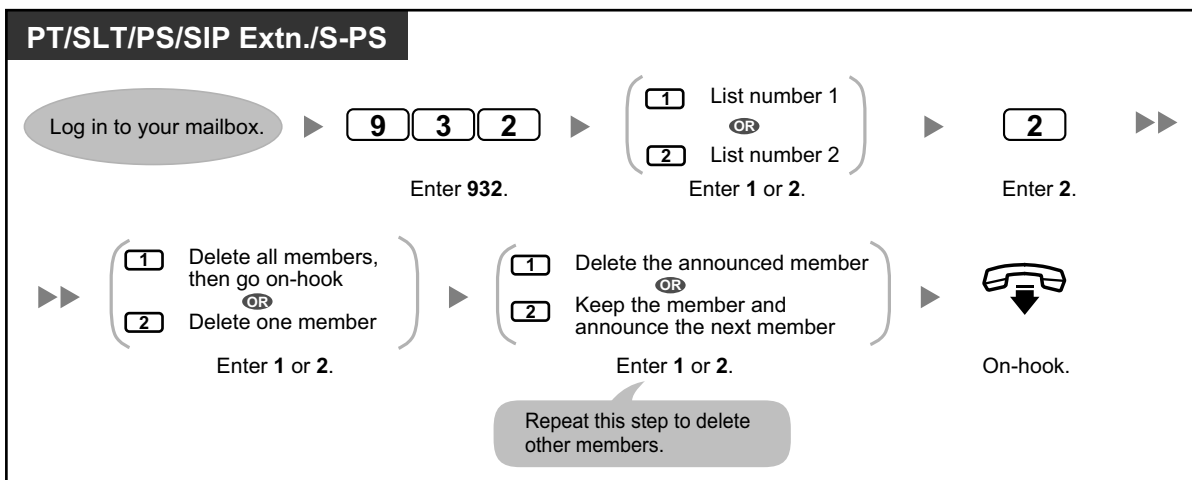 PT/SLT/PS/SIP Extn./S-PS
Log in to your mailbox.
9 3 2
Enter 932.
1 List number 1
OR
2 List number 2
Enter 1 or 2.
2
Enter 2.
1 Delete all members,
then go on-hook
OR
2 Delete one member
Enter 1 or 2.
1 Delete the announced member
OR
2 Keep the member and
announce the next member
Enter 1 or 2.
Repeat this step to delete
other members.
On-hook.